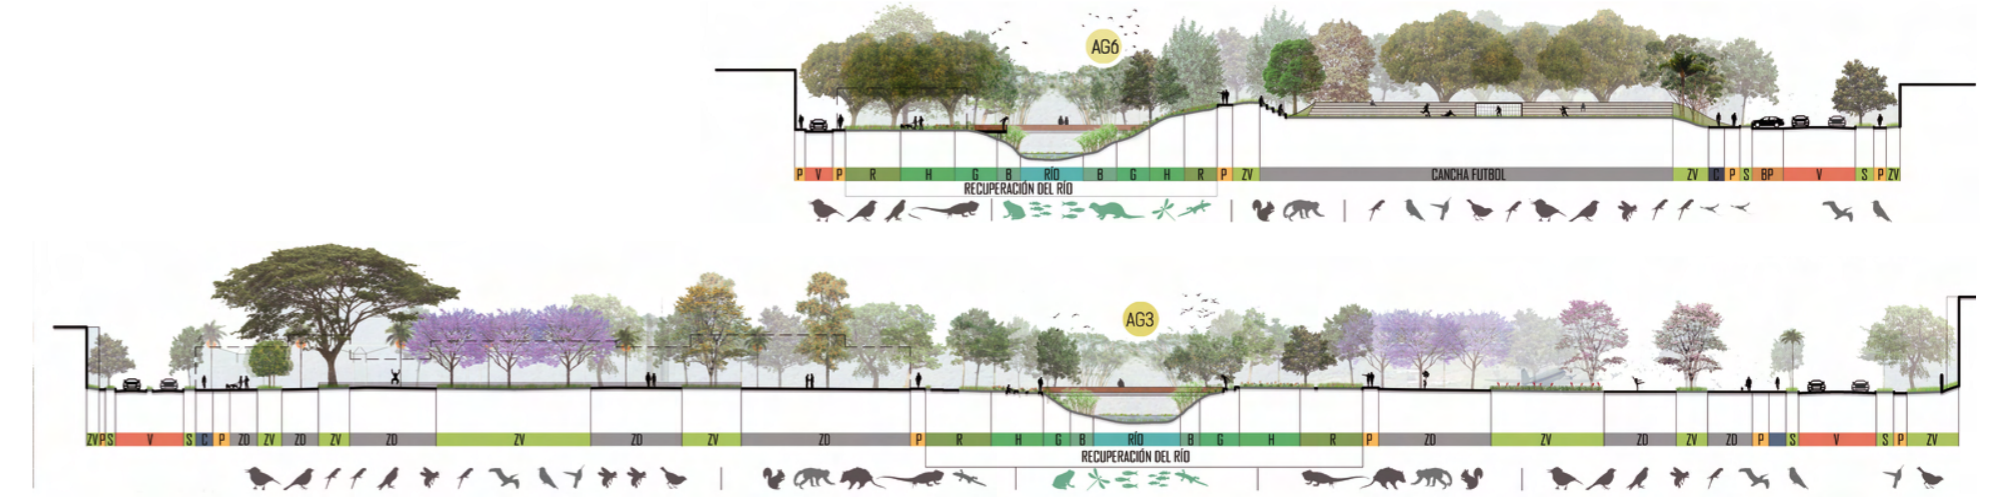 AG6
P V P R H G B RÍO B G H R P ZV CANCHA FUTBOL ZV C P S BP V S P ZV
RECUPERACIÓN DEL RÍO
AG3
ZV P S V S C P ZD ZV ZD ZV ZD ZV ZD ZV ZD P R H G B RÍO B G H R P ZD ZV ZD ZV ZD P S V S P ZV
RECUPERACIÓN DEL RÍO